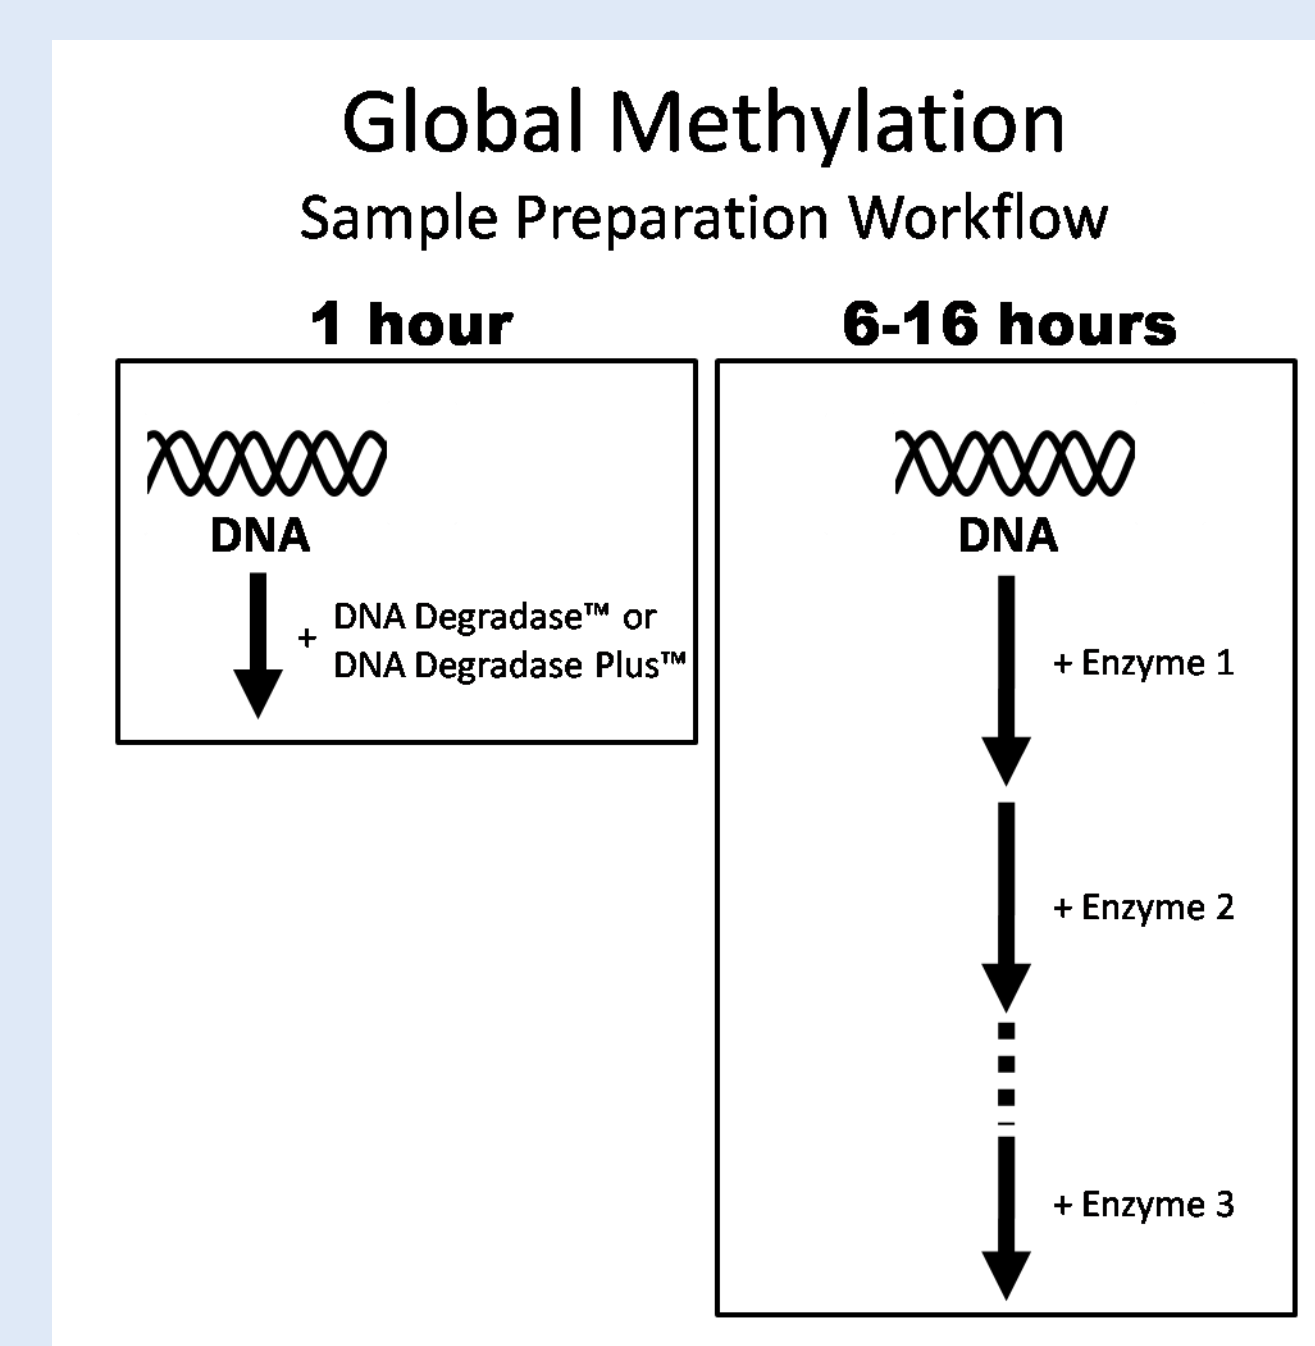 Global Methylation
Sample Preparation Workflow
1 hour
DNA
+
DNA Degradase™ or
DNA Degradase Plus™
6-16 hours
DNA
+ Enzyme 1
+ Enzyme 2
+ Enzyme 3